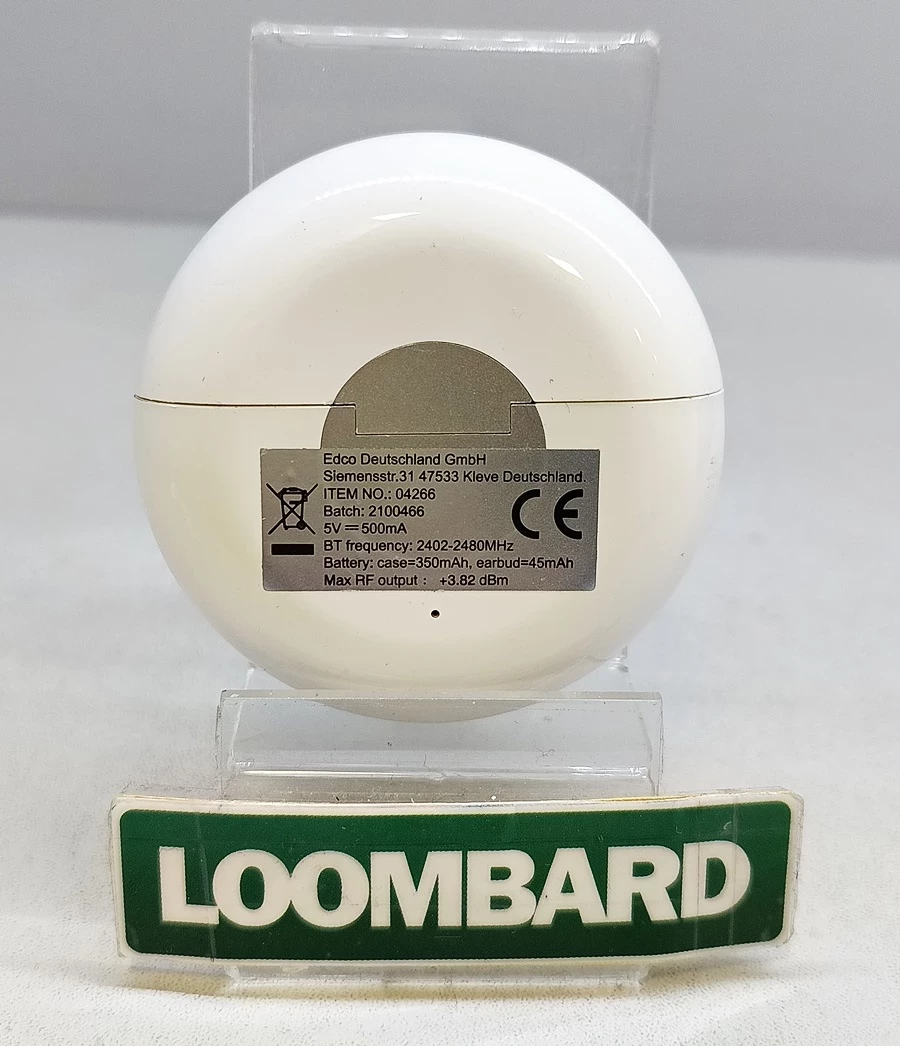 Edco Deutschland GmbH
Siemensstr.31 47533 Kleve Deutschland.
ITEM NO.: 04266
Batch: 2100466
5V ⎓ 500mA
BT frequency: 2402-2480MHz
Battery: case=350mAh, earbud=45mAh
Max RF output : +3.82 dBm
CE
LOOMBARD